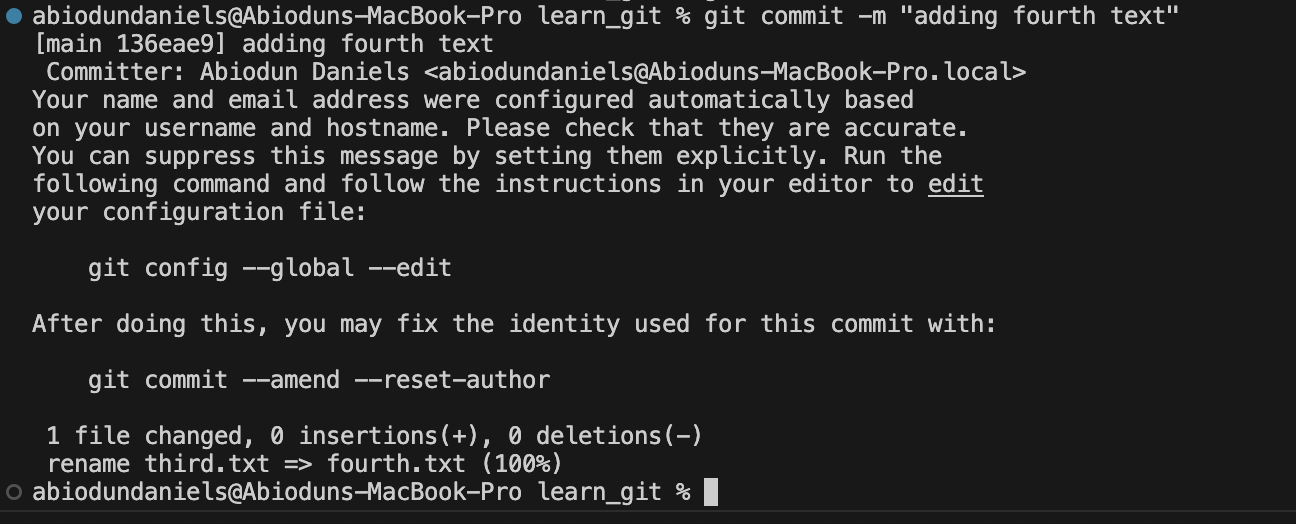 abiodundaniels@Abioduns-MacBook-Pro learn_git % git commit -m "adding fourth text"
[main 136eae9] adding fourth text
 Committer: Abiodun Daniels <abiodundaniels@Abioduns-MacBook-Pro.local>
Your name and email address were configured automatically based
on your username and hostname. Please check that they are accurate.
You can suppress this message by setting them explicitly. Run the
following command and follow the instructions in your editor to edit
your configuration file:

    git config --global --edit

After doing this, you may fix the identity used for this commit with:

    git commit --amend --reset-author

 1 file changed, 0 insertions(+), 0 deletions(-)
 rename third.txt => fourth.txt (100%)
abiodundaniels@Abioduns-MacBook-Pro learn_git %